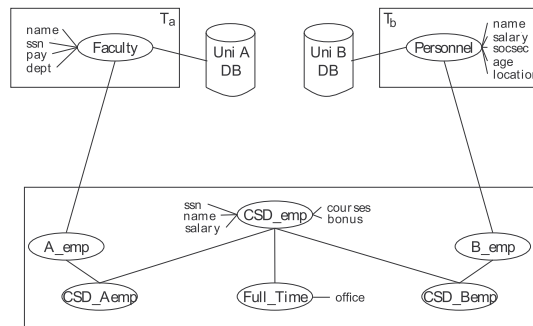 Ta
name
ssn
pay
dept
Faculty
Uni A
DB
Uni B
DB
Tb
Personnel
name
salary
socsec
age
location
ssn
name
salary
CSD_emp
courses
bonus
A_emp
B_emp
CSD_Aemp
Full_Time
office
CSD_Bemp